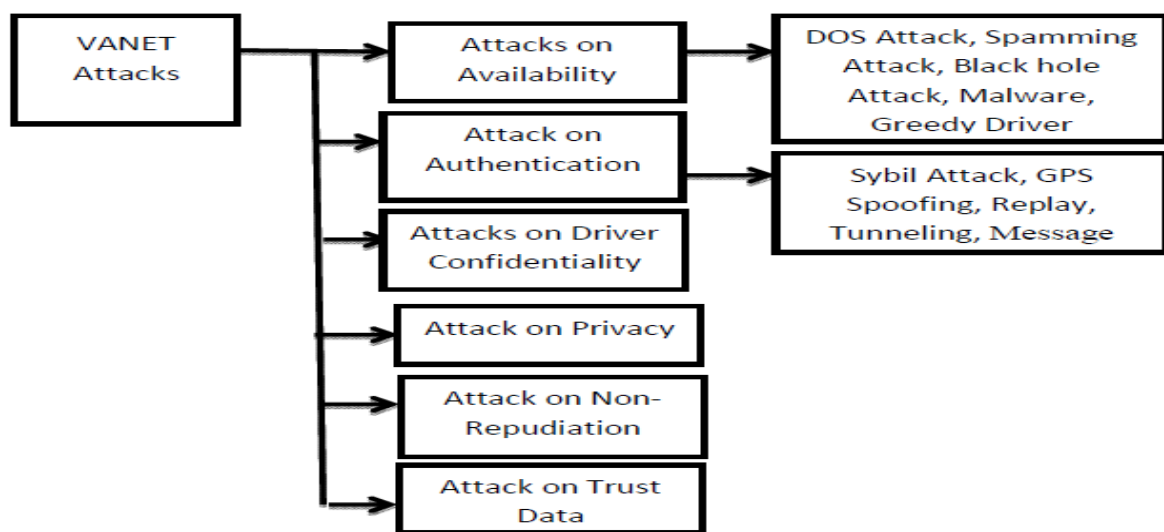 VANET
Attacks
Attacks on
Availability
DOS Attack, Spamming
Attack, Black hole
Attack, Malware,
Greedy Driver
Attack on
Authentication
Sybil Attack, GPS
Spoofing, Replay,
Tunneling, Message
Attacks on Driver
Confidentiality
Attack on Privacy
Attack on Non-
Repudiation
Attack on Trust
Data